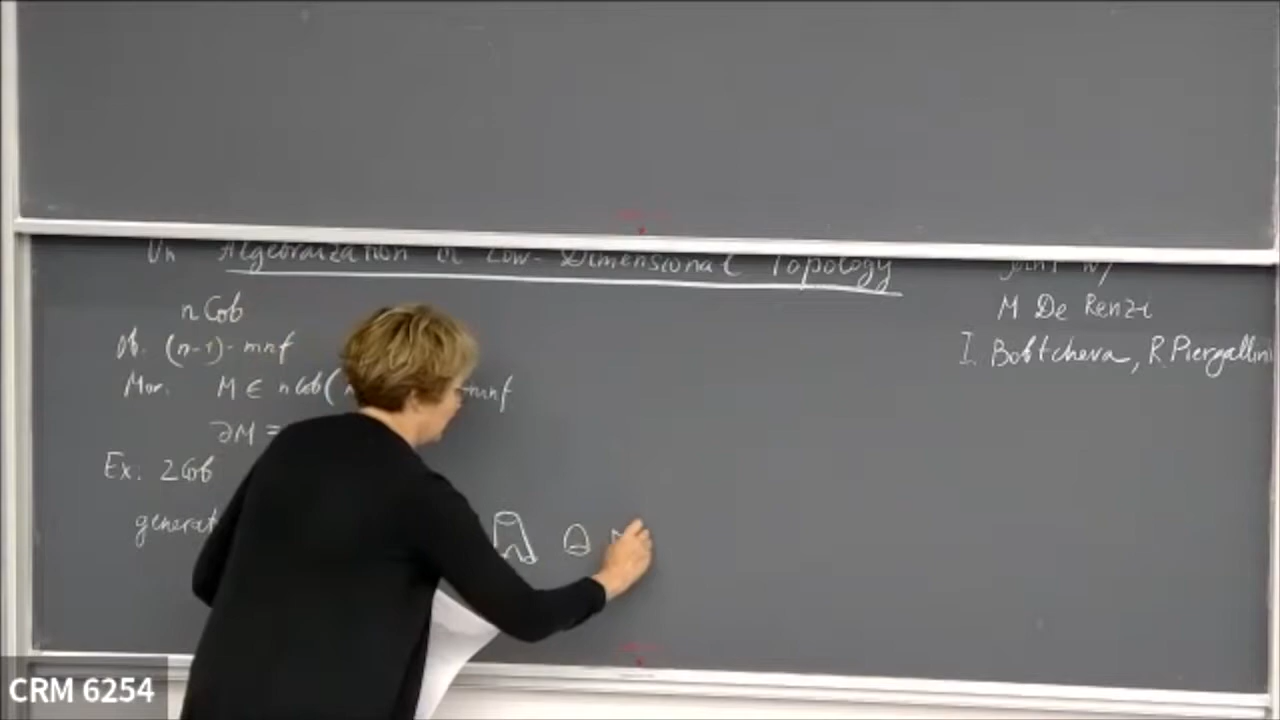 On Algebraization of Low-Dimensional Topology
joint w/
M De Renzi
I. Bobtcheva, R. Piergallini
nCob
Ob. (n-1)-mnf
Mor. M ∈ nCob(
-mnf
∂M =
Ex. 2Cob
generat
CRM 6254